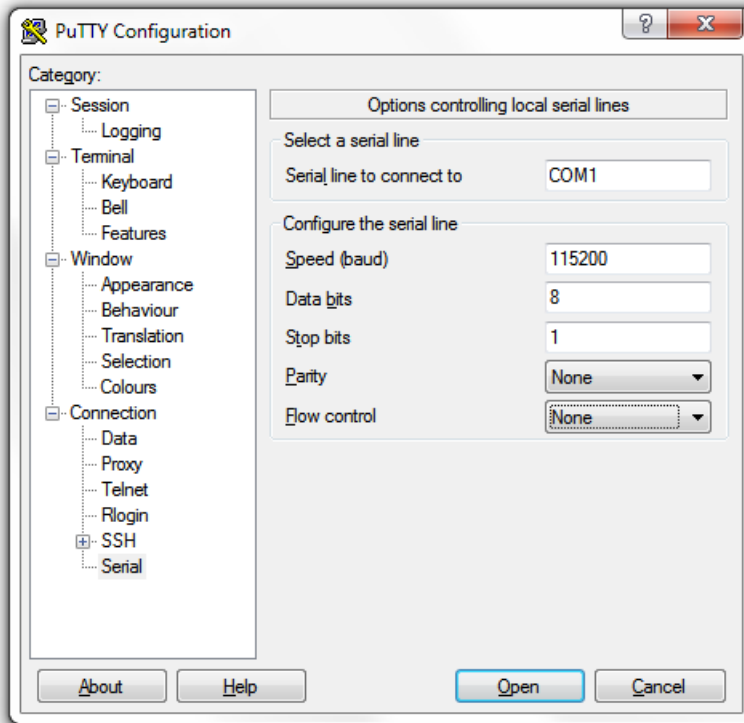 PuTTY Configuration
?
Category:
Session
Logging
Terminal
Keyboard
Bell
Features
Window
Appearance
Behaviour
Translation
Selection
Colours
Connection
Data
Proxy
Telnet
Rlogin
SSH
Serial
Options controlling local serial lines
Select a serial line
Serial line to connect to COM1
Configure the serial line
Speed (baud) 115200
Data bits 8
Stop bits 1
Parity None
Flow control None
About Help Open Cancel